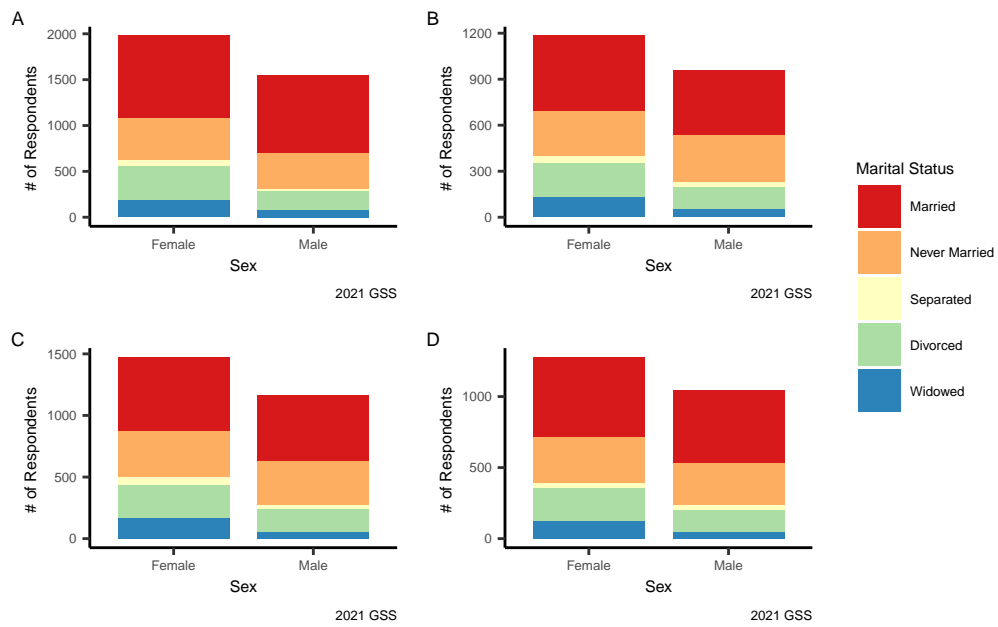 A
# of Respondents
2000
1500
1000
500
0
Female
Male
Sex
2021 GSS
B
# of Respondents
1200
900
600
300
0
Female
Male
Sex
2021 GSS
C
# of Respondents
1500
1000
500
0
Female
Male
Sex
2021 GSS
D
# of Respondents
1000
500
0
Female
Male
Sex
2021 GSS
Marital Status
Married
Never Married
Separated
Divorced
Widowed